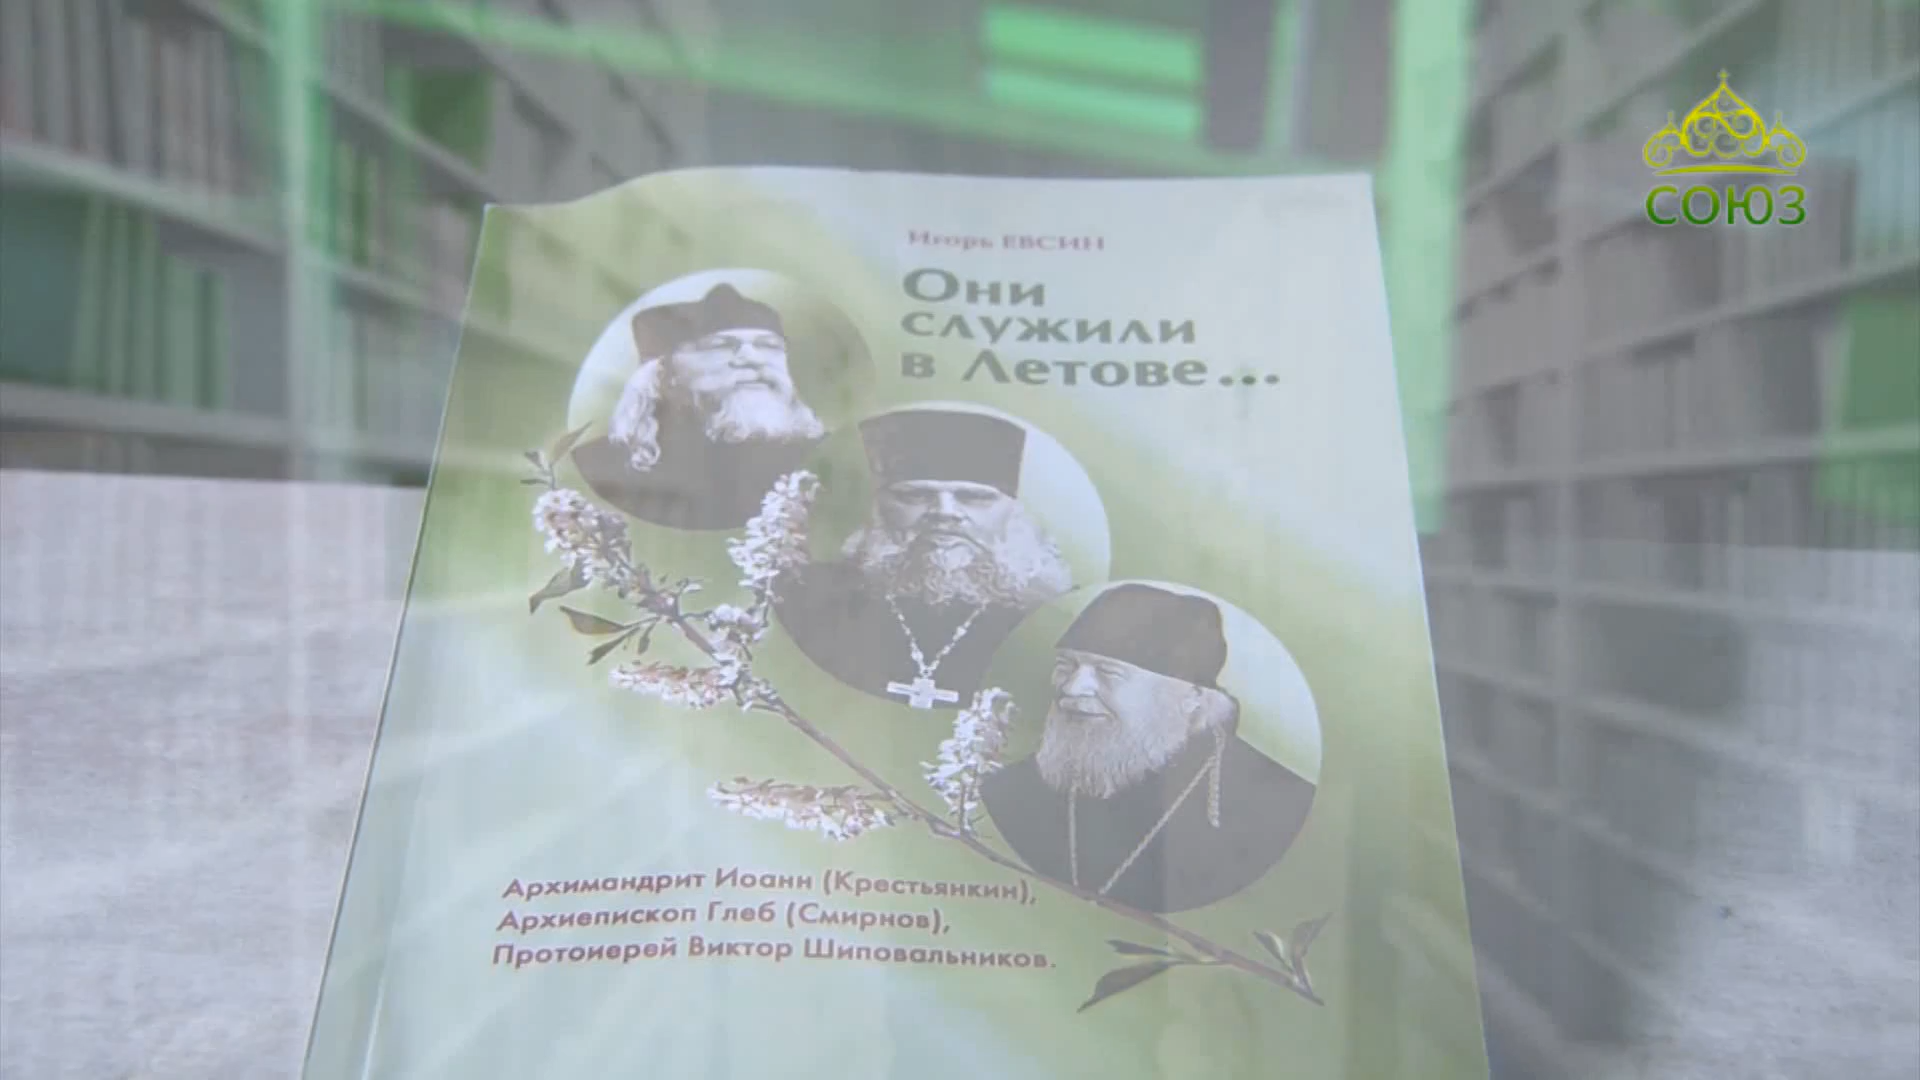 СОЮЗ
Игорь ЕВСИН
Они
служили
в Летове...
Архимандрит Иоанн (Крестьянкин),
Архиепископ Глеб (Смирнов),
Протоиерей Виктор Шиповальников.